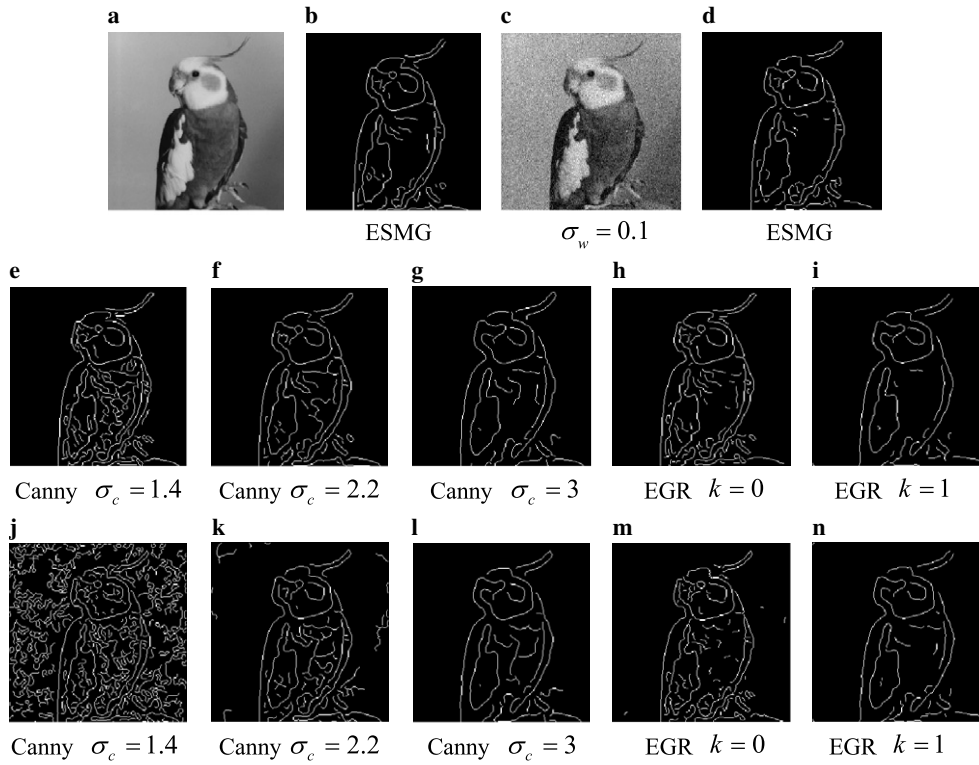 a b c d
ESMG σ_w = 0.1 ESMG
e f g h i
Canny σ_c = 1.4 Canny σ_c = 2.2 Canny σ_c = 3 EGR k = 0 EGR k = 1
j k l m n
Canny σ_c = 1.4 Canny σ_c = 2.2 Canny σ_c = 3 EGR k = 0 EGR k = 1